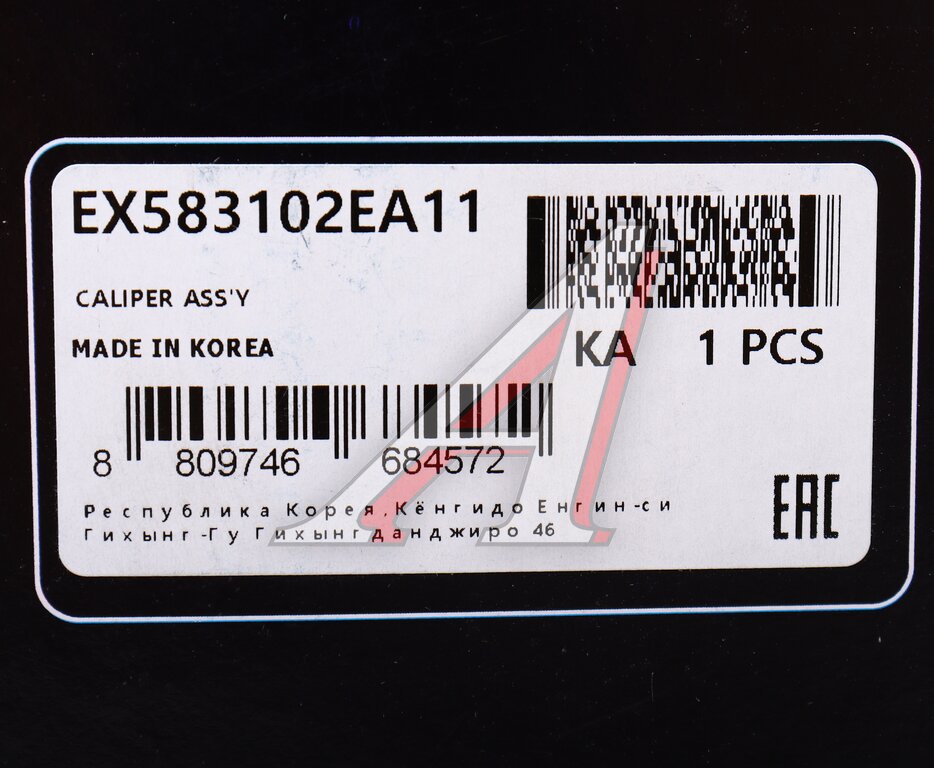 EX583102EA11
CALIPER ASS'Y
MADE IN KOREA
KA 1 PCS
8 809746 684572
Республика Корея,Кёнгидо Енгин-си
Гихынг-Гу Гихынгданджиро 46
EAC